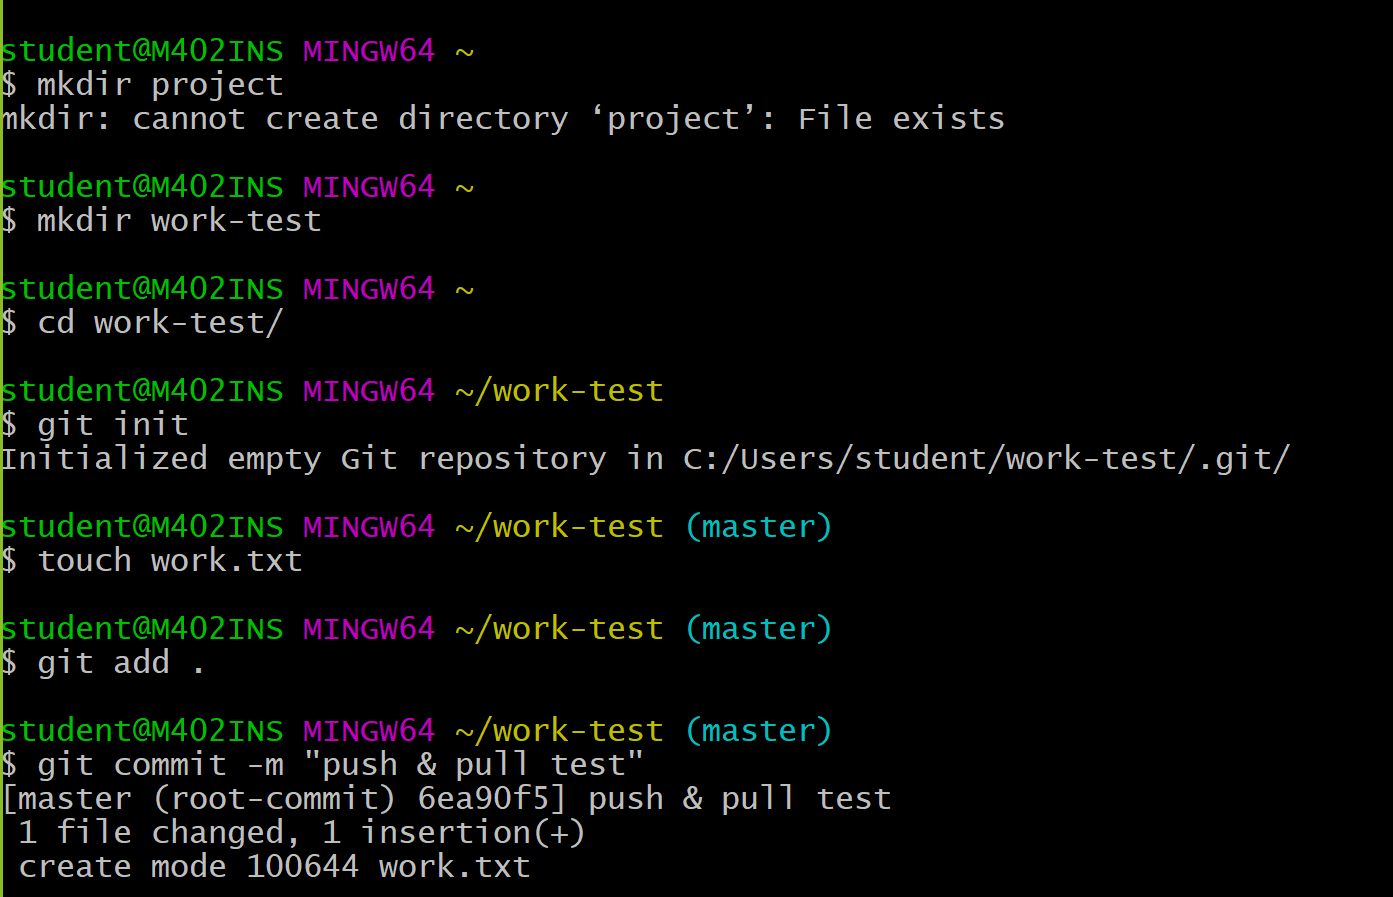 student@M402INS MINGW64 ~
$ mkdir project
mkdir: cannot create directory ‘project’: File exists
student@M402INS MINGW64 ~
$ mkdir work-test
student@M402INS MINGW64 ~
$ cd work-test/
student@M402INS MINGW64 ~/work-test
$ git init
Initialized empty Git repository in C:/Users/student/work-test/.git/
student@M402INS MINGW64 ~/work-test (master)
$ touch work.txt
student@M402INS MINGW64 ~/work-test (master)
$ git add .
student@M402INS MINGW64 ~/work-test (master)
$ git commit -m "push & pull test"
[master (root-commit) 6ea90f5] push & pull test
1 file changed, 1 insertion(+)
create mode 100644 work.txt